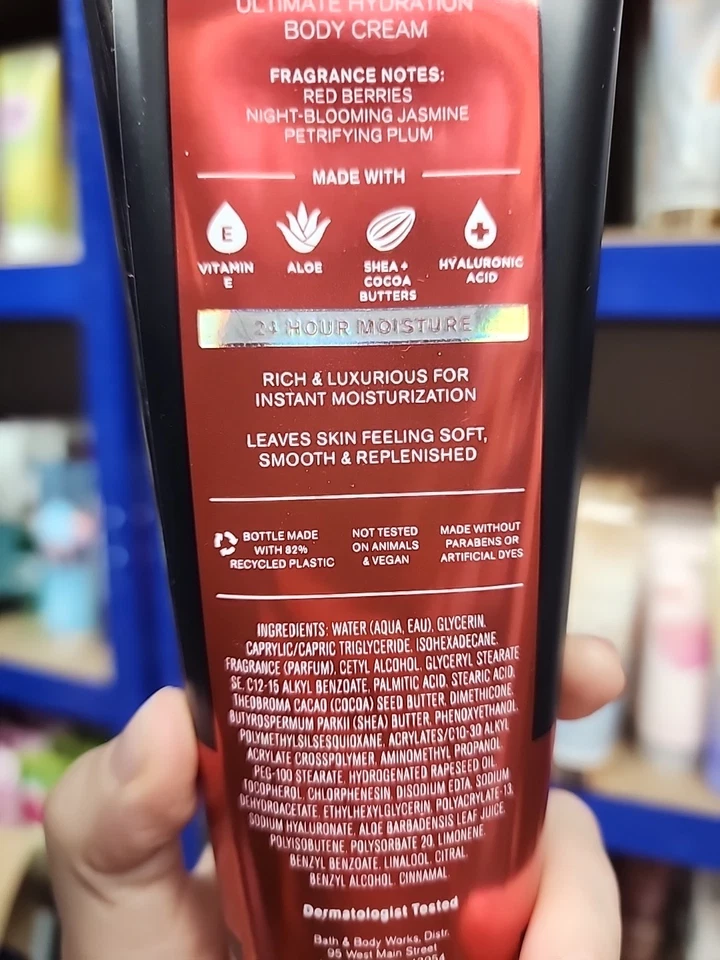 ULTIMATE HYDRATION
BODY CREAM
FRAGRANCE NOTES:
RED BERRIES
NIGHT-BLOOMING JASMINE
PETRIFYING PLUM
MADE WITH
E
VITAMIN
E
ALOE
SHEA +
COCOA
BUTTERS
HYALURONIC
ACID
24 HOUR MOISTURE
RICH & LUXURIOUS FOR
INSTANT MOISTURIZATION
LEAVES SKIN FEELING SOFT,
SMOOTH & REPLENISHED
BOTTLE MADE
WITH 82%
RECYCLED PLASTIC
NOT TESTED
ON ANIMALS
& VEGAN
MADE WITHOUT
PARABENS OR
ARTIFICIAL DYES
INGREDIENTS: WATER (AQUA, EAU), GLYCERIN,
CAPRYLIC/CAPRIC TRIGLYCERIDE, ISOHEXADECANE,
FRAGRANCE (PARFUM), CETYL ALCOHOL, GLYCERYL STEARATE
SE, C12-15 ALKYL BENZOATE, PALMITIC ACID, STEARIC ACID,
THEOBROMA CACAO (COCOA) SEED BUTTER, DIMETHICONE,
BUTYROSPERMUM PARKII (SHEA) BUTTER, PHENOXYETHANOL,
POLYMETHYLSILSESQUIOXANE, ACRYLATES/C10-30 ALKYL
ACRYLATE CROSSPOLYMER, AMINOMETHYL PROPANOL,
PEG-100 STEARATE, HYDROGENATED RAPESEED OIL,
TOCOPHEROL, CHLORPHENESIN, DISODIUM EDTA, SODIUM
DEHYDROACETATE, ETHYLHEXYLGLYCERIN, POLYACRYLATE-13,
SODIUM HYALURONATE, ALOE BARBADENSIS LEAF JUICE,
POLYISOBUTENE, POLYSORBATE 20, LIMONENE,
BENZYL BENZOATE, LINALOOL, CITRAL,
BENZYL ALCOHOL, CINNAMAL
Dermatologist Tested
Bath & Body Works, Distr.
95 West Main Street